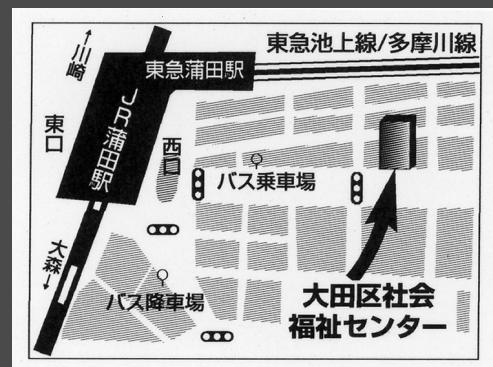 ↑川崎
東急池上線/多摩川線
東急蒲田駅
JR蒲田駅
東口
西口
バス乗車場
大森→
バス降車場
大田区社会
福祉センター